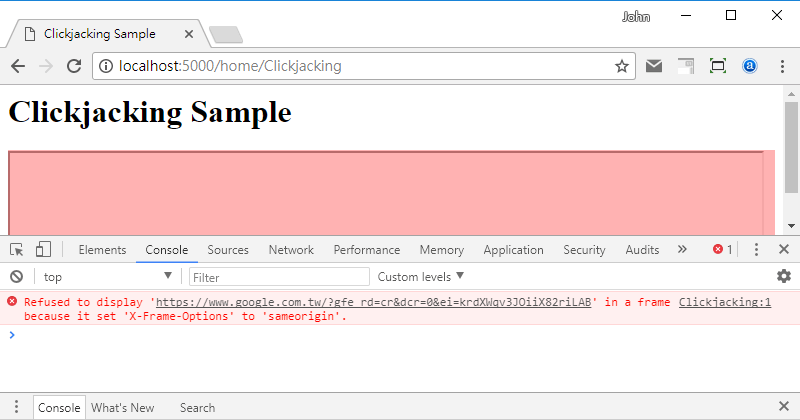 John
Clickjacking Sample
localhost:5000/home/Clickjacking
Clickjacking Sample
Elements Console Sources Network Performance Memory Application Security Audits 1
top Filter Custom levels
Refused to display 'https://www.google.com.tw/?gfe_rd=cr&dcr=0&ei=krdXWqv3JOiiX82riLAB' in a frame Clickjacking:1
because it set 'X-Frame-Options' to 'sameorigin'.
Console What's New Search